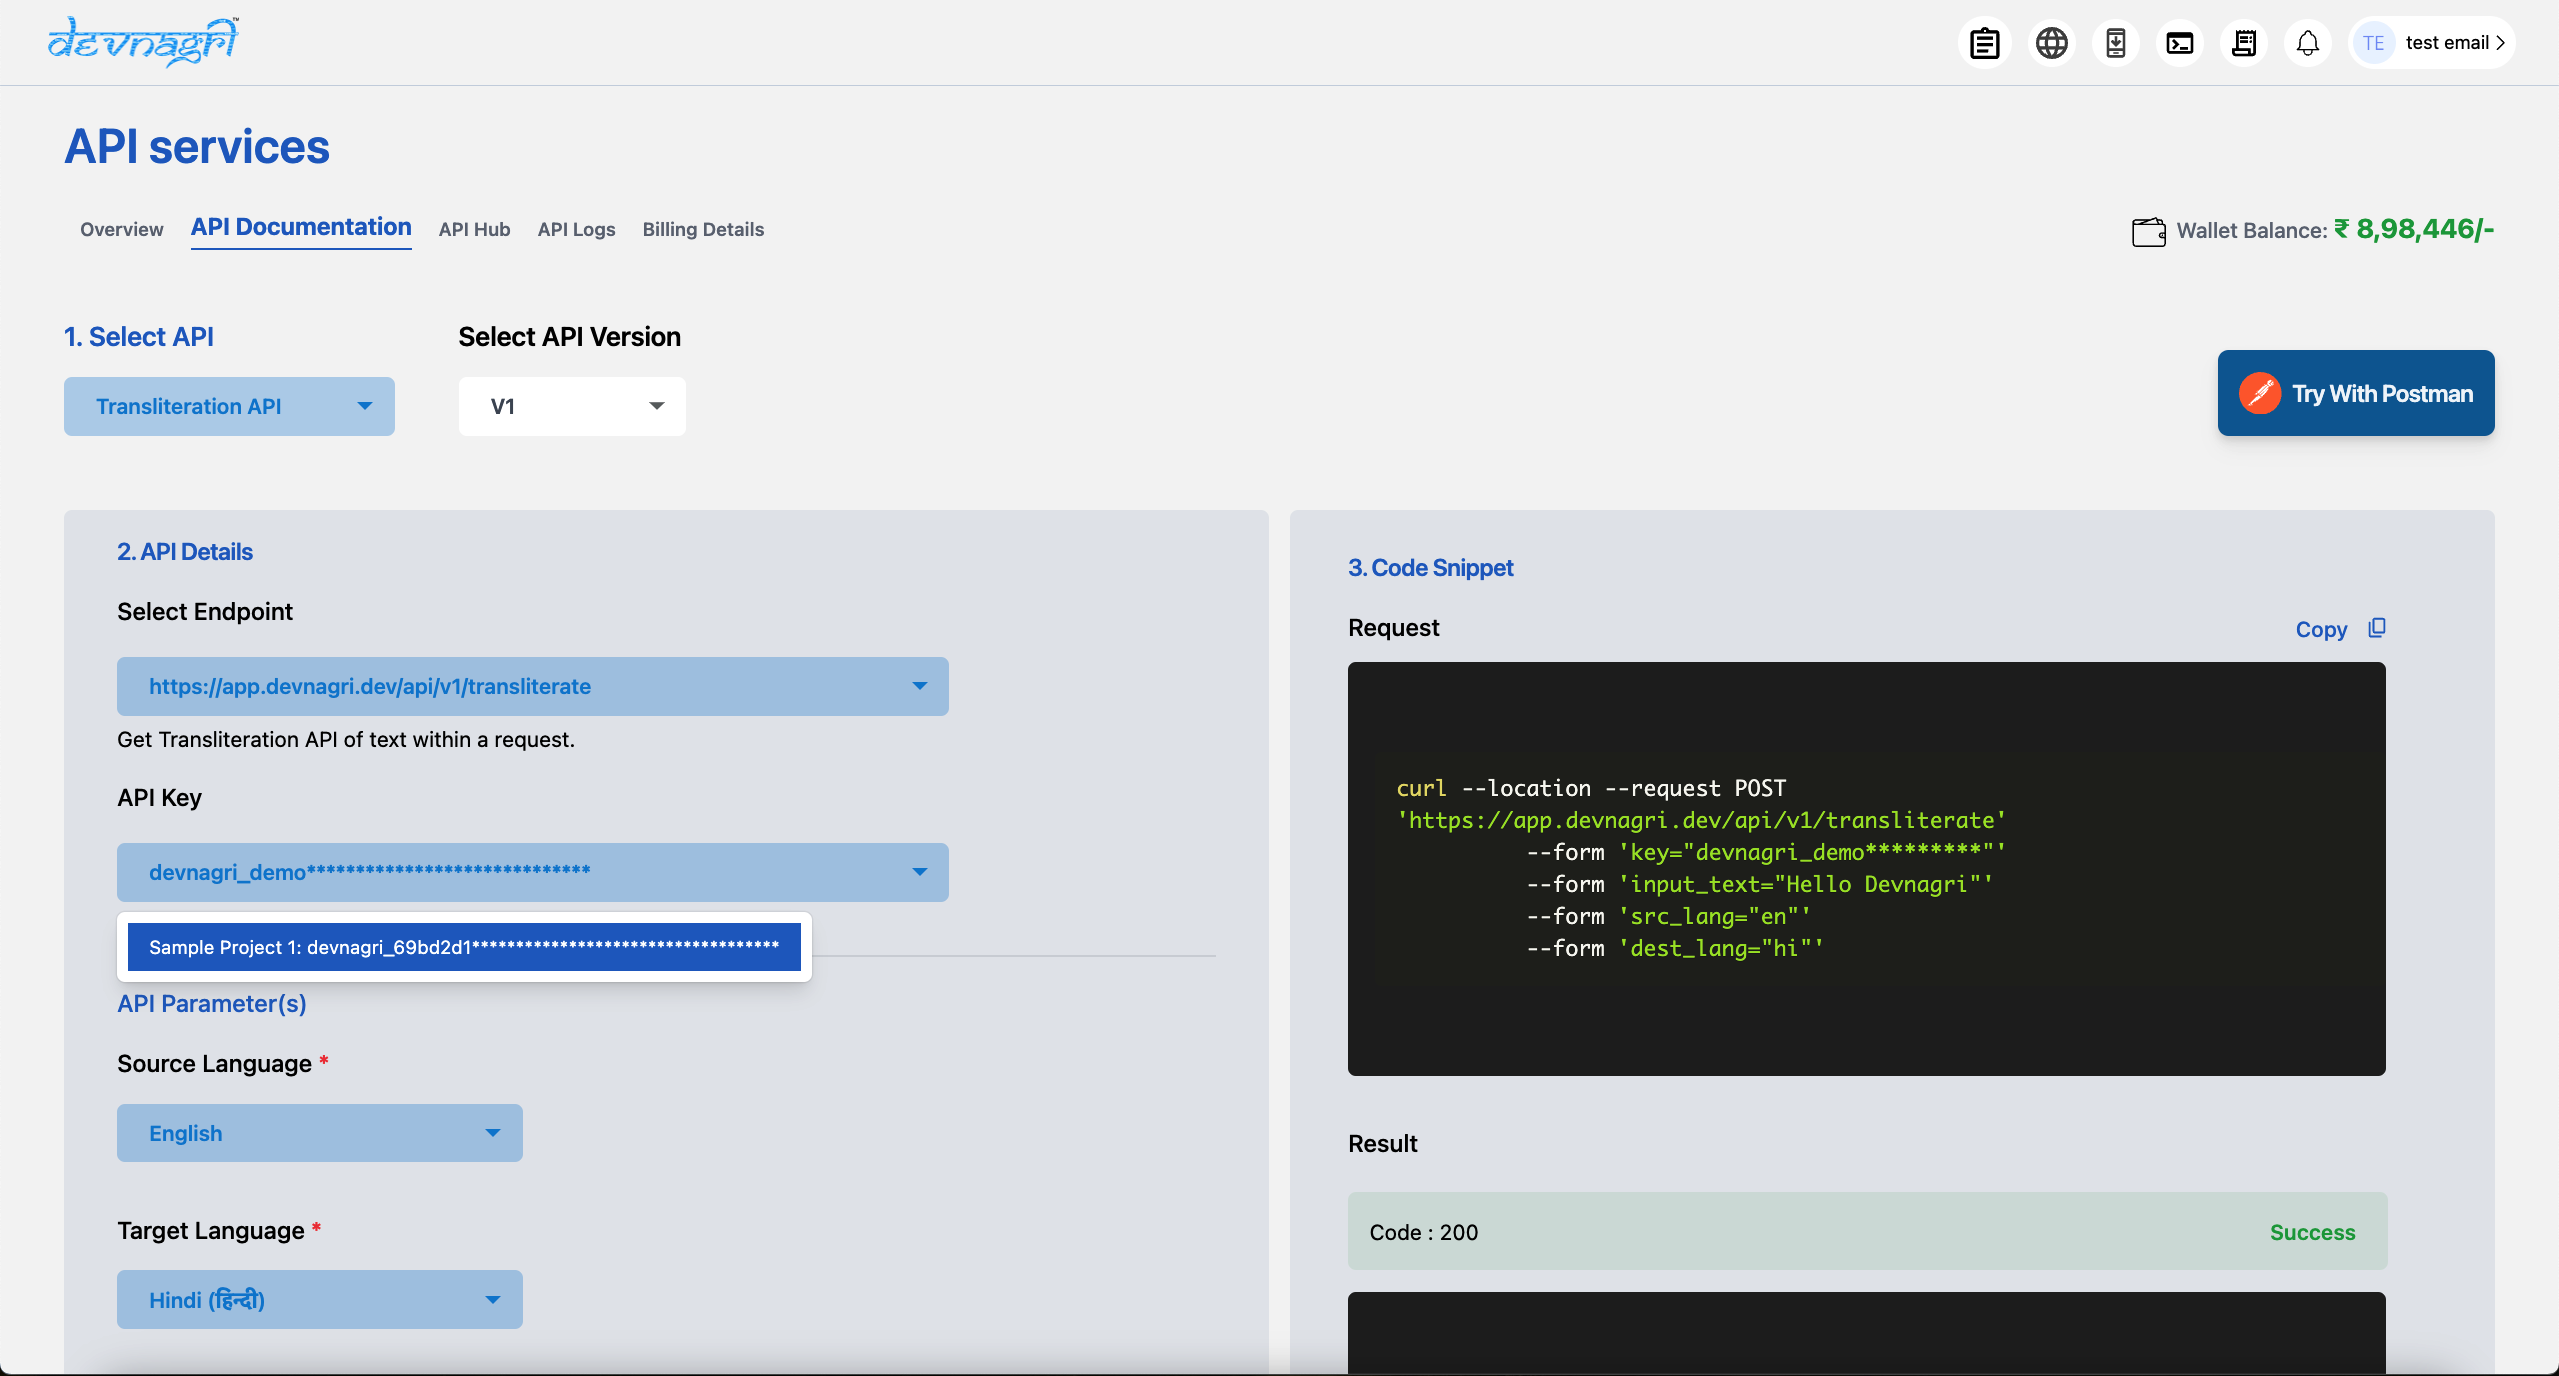 devnagri™
TE test email
API services
Overview API Documentation API Hub API Logs Billing Details
Wallet Balance: ₹ 8,98,446/-
1. Select API
Select API Version
Transliteration API
V1
Try With Postman
2. API Details
Select Endpoint
https://app.devnagri.dev/api/v1/transliterate
Get Transliteration API of text within a request.
API Key
devnagri_demo*****************************
Sample Project 1: devnagri_69bd2d1***********************************
API Parameter(s)
Source Language *
English
Target Language *
Hindi (हिन्दी)
3. Code Snippet
Request
Copy
curl --location --request POST
'https://app.devnagri.dev/api/v1/transliterate'
--form 'key="devnagri_demo*********"'
--form 'input_text="Hello Devnagri"'
--form 'src_lang="en"'
--form 'dest_lang="hi"'
Result
Code : 200
Success